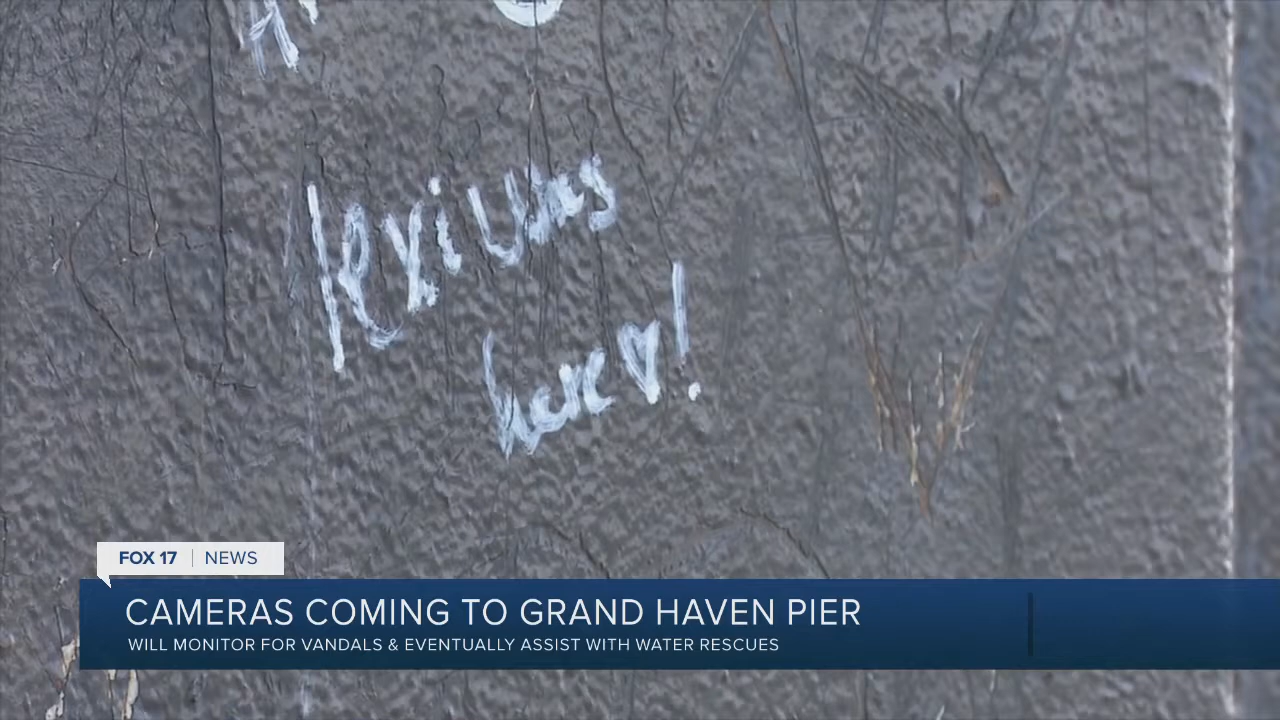 lexi was
here♡!
FOX 17 | NEWS
CAMERAS COMING TO GRAND HAVEN PIER
WILL MONITOR FOR VANDALS & EVENTUALLY ASSIST WITH WATER RESCUES